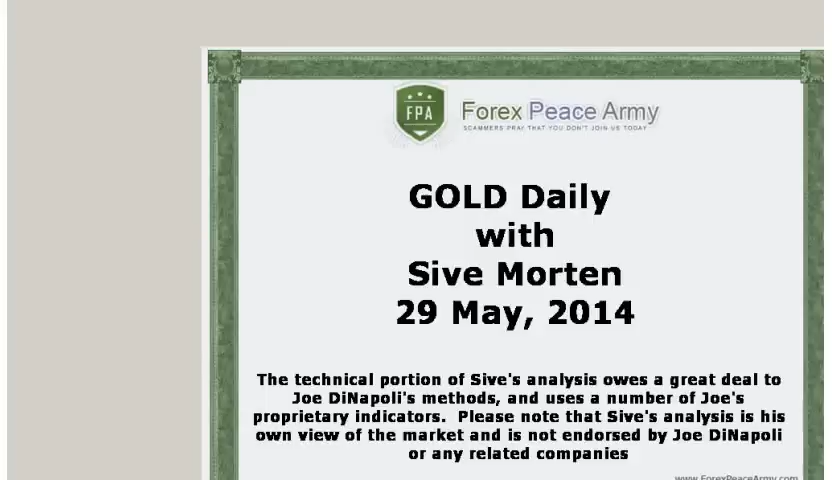 FPA
Forex Peace Army
SCAMMERS PRAY THAT YOU DON'T JOIN US TODAY
GOLD Daily
with
Sive Morten
29 May, 2014
The technical portion of Sive's analysis owes a great deal to
Joe DiNapoli's methods, and uses a number of Joe's
proprietary indicators.  Please note that Sive's analysis is his
own view of the market and is not endorsed by Joe DiNapoli
or any related companies
www.ForexPeaceArmy.com